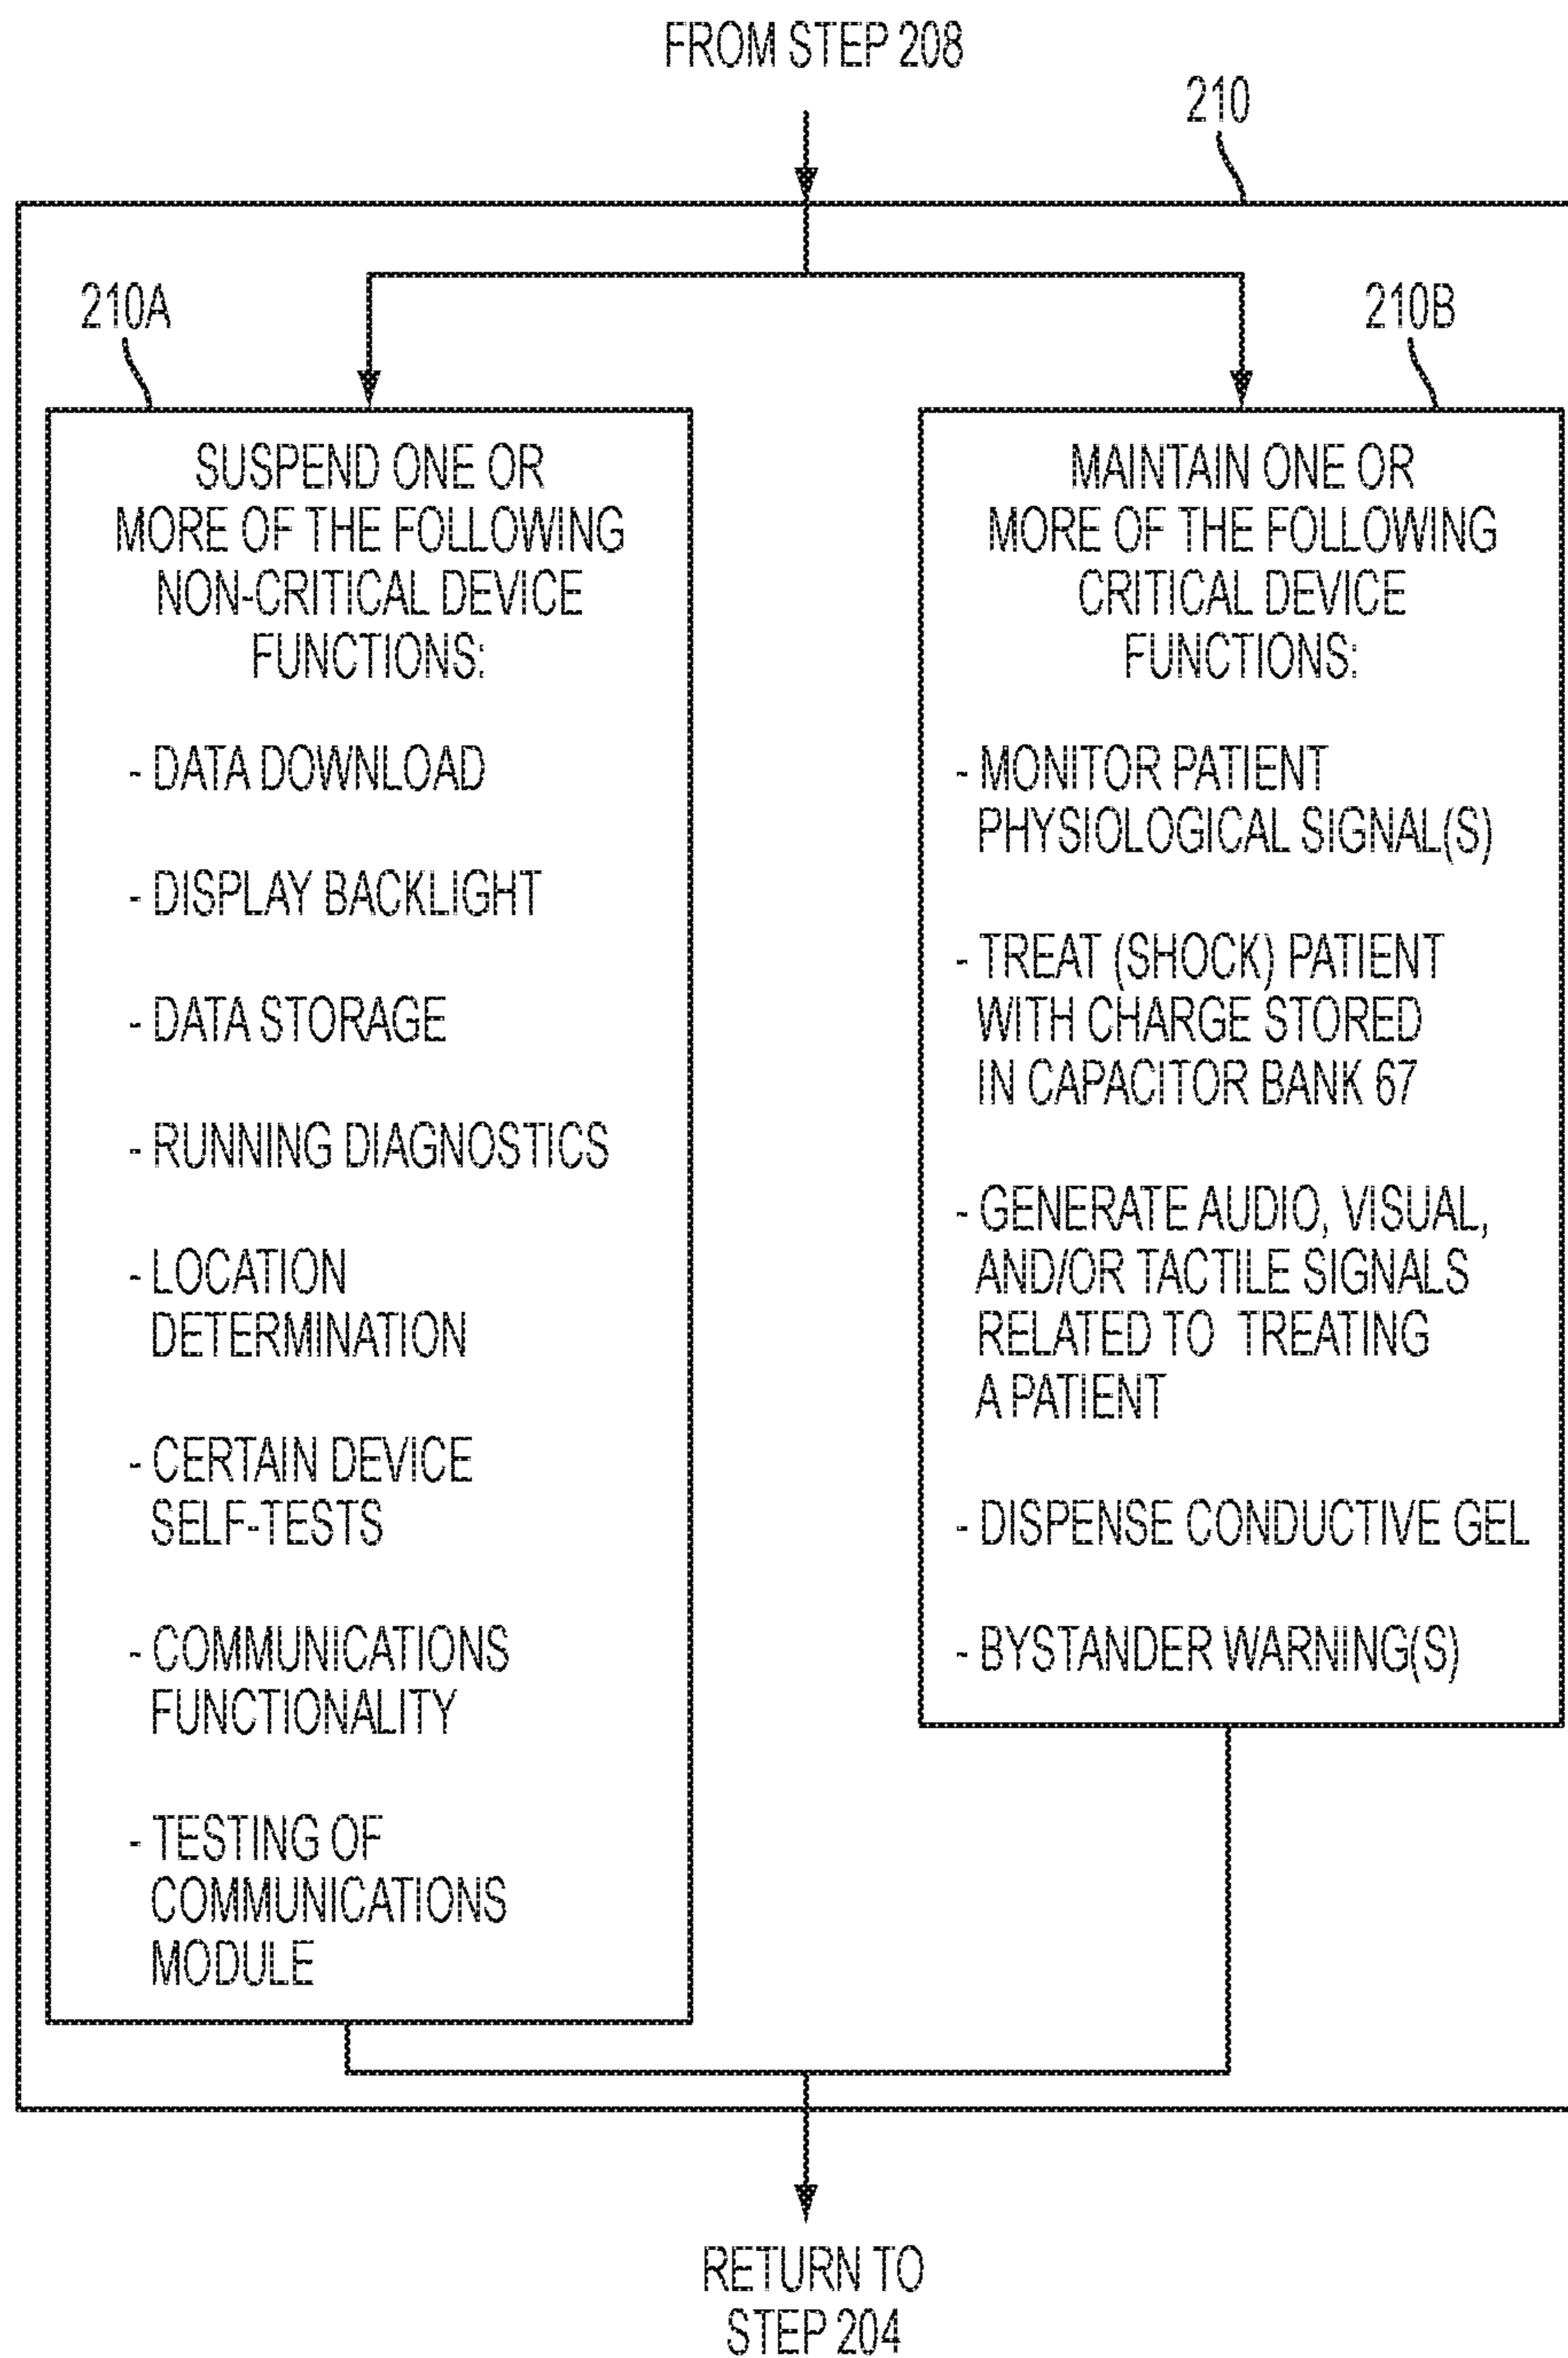 FROM STEP 208
210
210A
SUSPEND ONE OR
MORE OF THE FOLLOWING
NON-CRITICAL DEVICE
FUNCTIONS:
- DATA DOWNLOAD
- DISPLAY BACKLIGHT
- DATA STORAGE
- RUNNING DIAGNOSTICS
- LOCATION
DETERMINATION
- CERTAIN DEVICE
SELF-TESTS
- COMMUNICATIONS
FUNCTIONALITY
- TESTING OF
COMMUNICATIONS
MODULE
210B
MAINTAIN ONE OR
MORE OF THE FOLLOWING
CRITICAL DEVICE
FUNCTIONS:
- MONITOR PATIENT
PHYSIOLOGICAL SIGNAL(S)
- TREAT (SHOCK) PATIENT
WITH CHARGE STORED
IN CAPACITOR BANK 67
- GENERATE AUDIO, VISUAL,
AND/OR TACTILE SIGNALS
RELATED TO TREATING
A PATIENT
- DISPENSE CONDUCTIVE GEL
- BYSTANDER WARNING(S)
RETURN TO
STEP 204